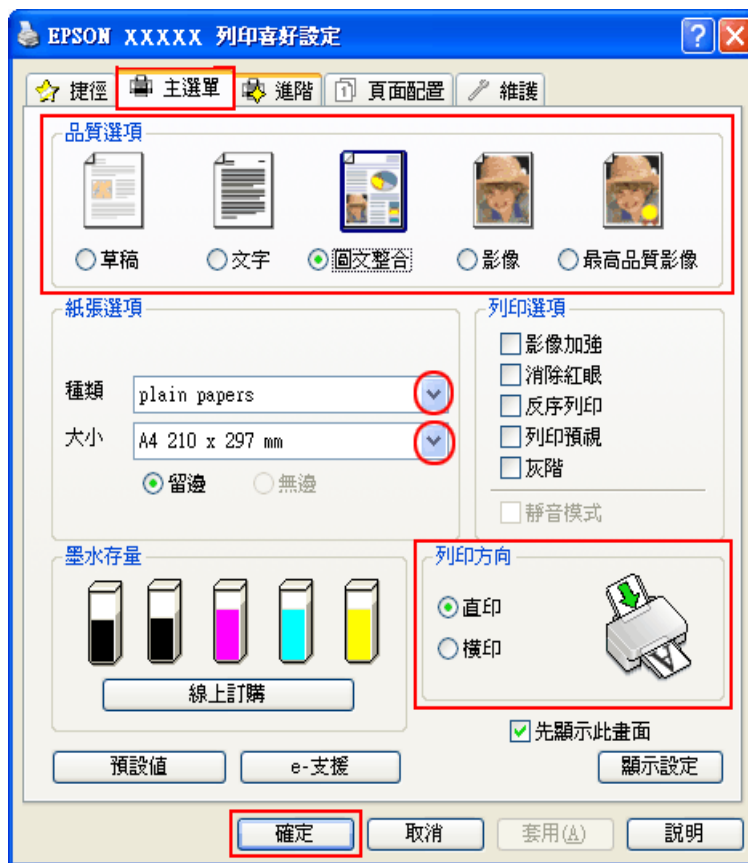 EPSON XXXXX 列印喜好設定
捷徑 主選單 進階 頁面配置 維護
品質選項
草稿 文字 圖文整合 影像 最高品質影像
紙張選項
種類 plain papers
大小 A4 210 x 297 mm
留邊 無邊
列印選項
影像加強
消除紅眼
反序列印
列印預視
灰階
靜音模式
墨水存量
線上訂購
列印方向
直印
橫印
先顯示此畫面
預設值 e-支援 顯示設定
確定 取消 套用(A) 說明